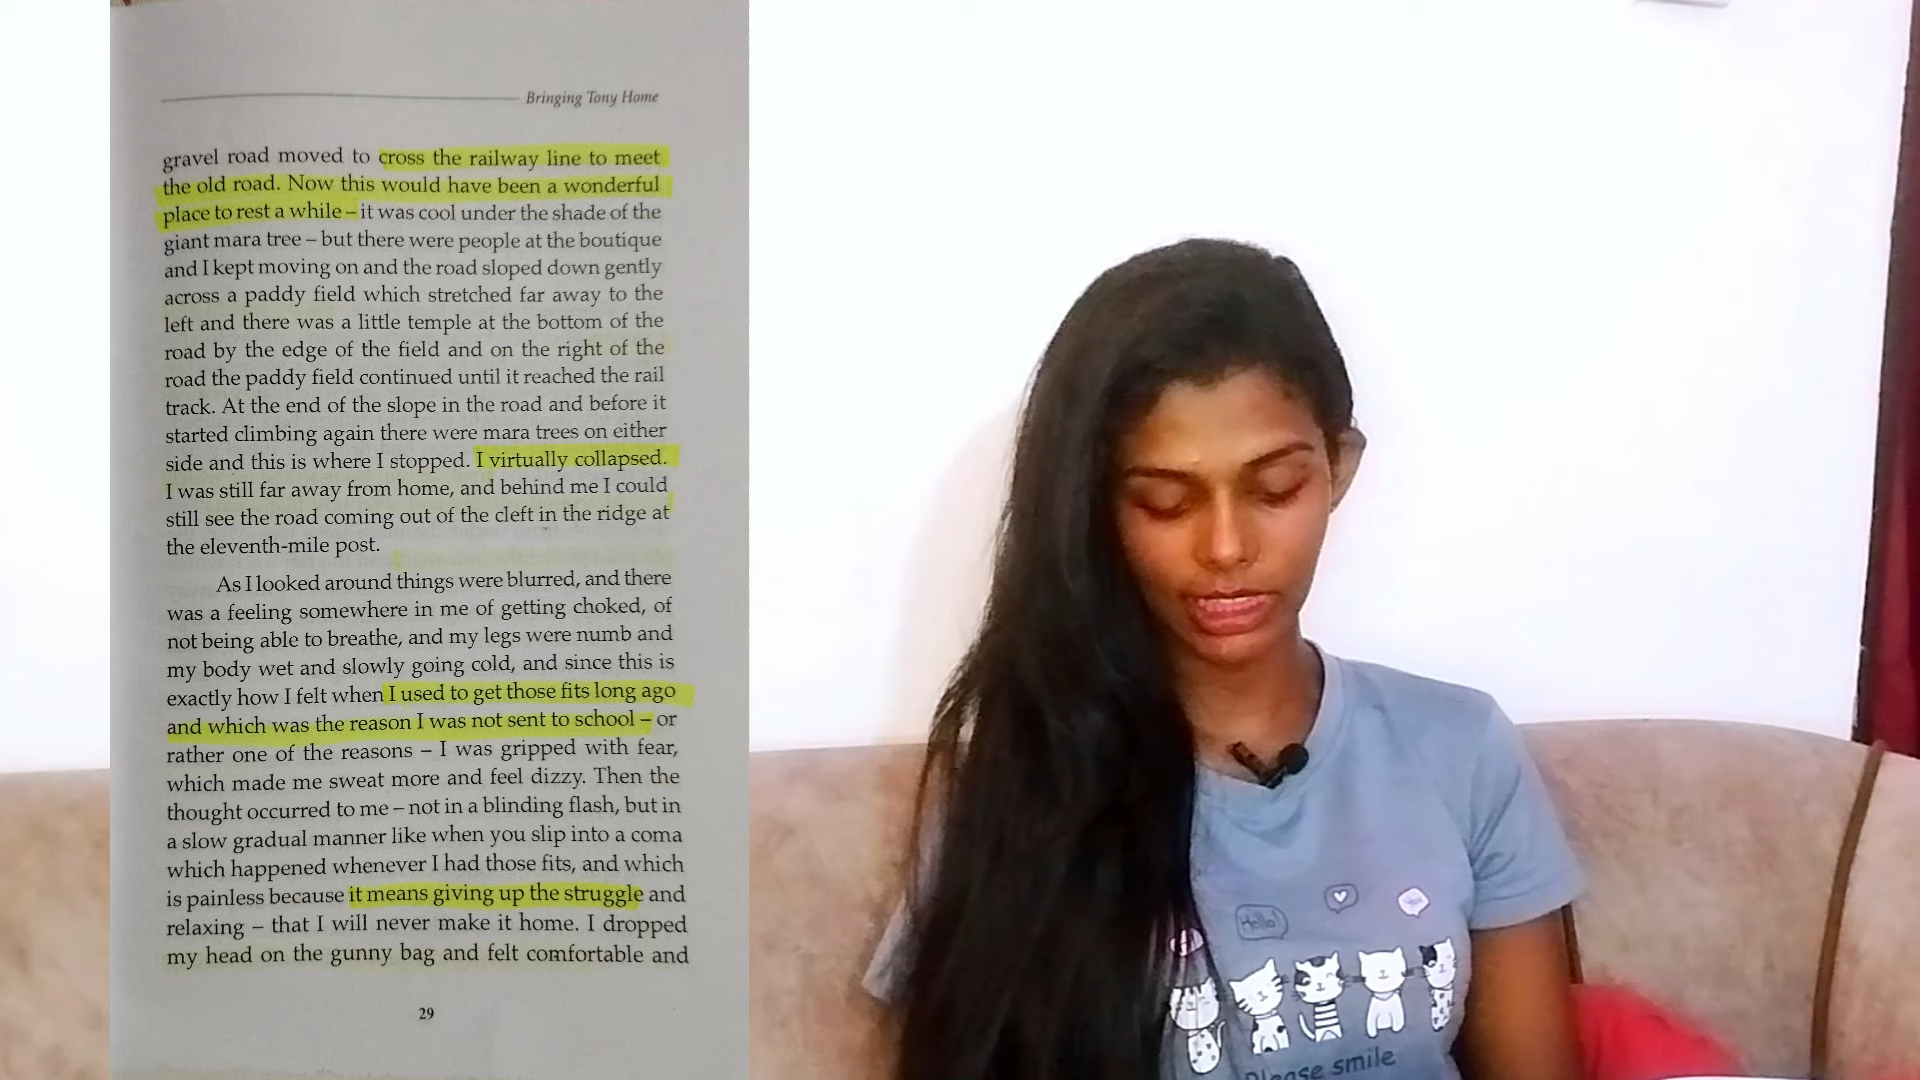 Bringing Tony Home
gravel road moved to cross the railway line to meet
the old road. Now this would have been a wonderful
place to rest a while – it was cool under the shade of the
giant mara tree – but there were people at the boutique
and I kept moving on and the road sloped down gently
across a paddy field which stretched far away to the
left and there was a little temple at the bottom of the
road by the edge of the field and on the right of the
road the paddy field continued until it reached the rail
track. At the end of the slope in the road and before it
started climbing again there were mara trees on either
side and this is where I stopped. I virtually collapsed.
I was still far away from home, and behind me I could
still see the road coming out of the cleft in the ridge at
the eleventh-mile post.
As I looked around things were blurred, and there
was a feeling somewhere in me of getting choked, of
not being able to breathe, and my legs were numb and
my body wet and slowly going cold, and since this is
exactly how I felt when I used to get those fits long ago
and which was the reason I was not sent to school – or
rather one of the reasons – I was gripped with fear,
which made me sweat more and feel dizzy. Then the
thought occurred to me – not in a blinding flash, but in
a slow gradual manner like when you slip into a coma
which happened whenever I had those fits, and which
is painless because it means giving up the struggle and
relaxing – that I will never make it home. I dropped
my head on the gunny bag and felt comfortable and
29
Hello!
Please smile